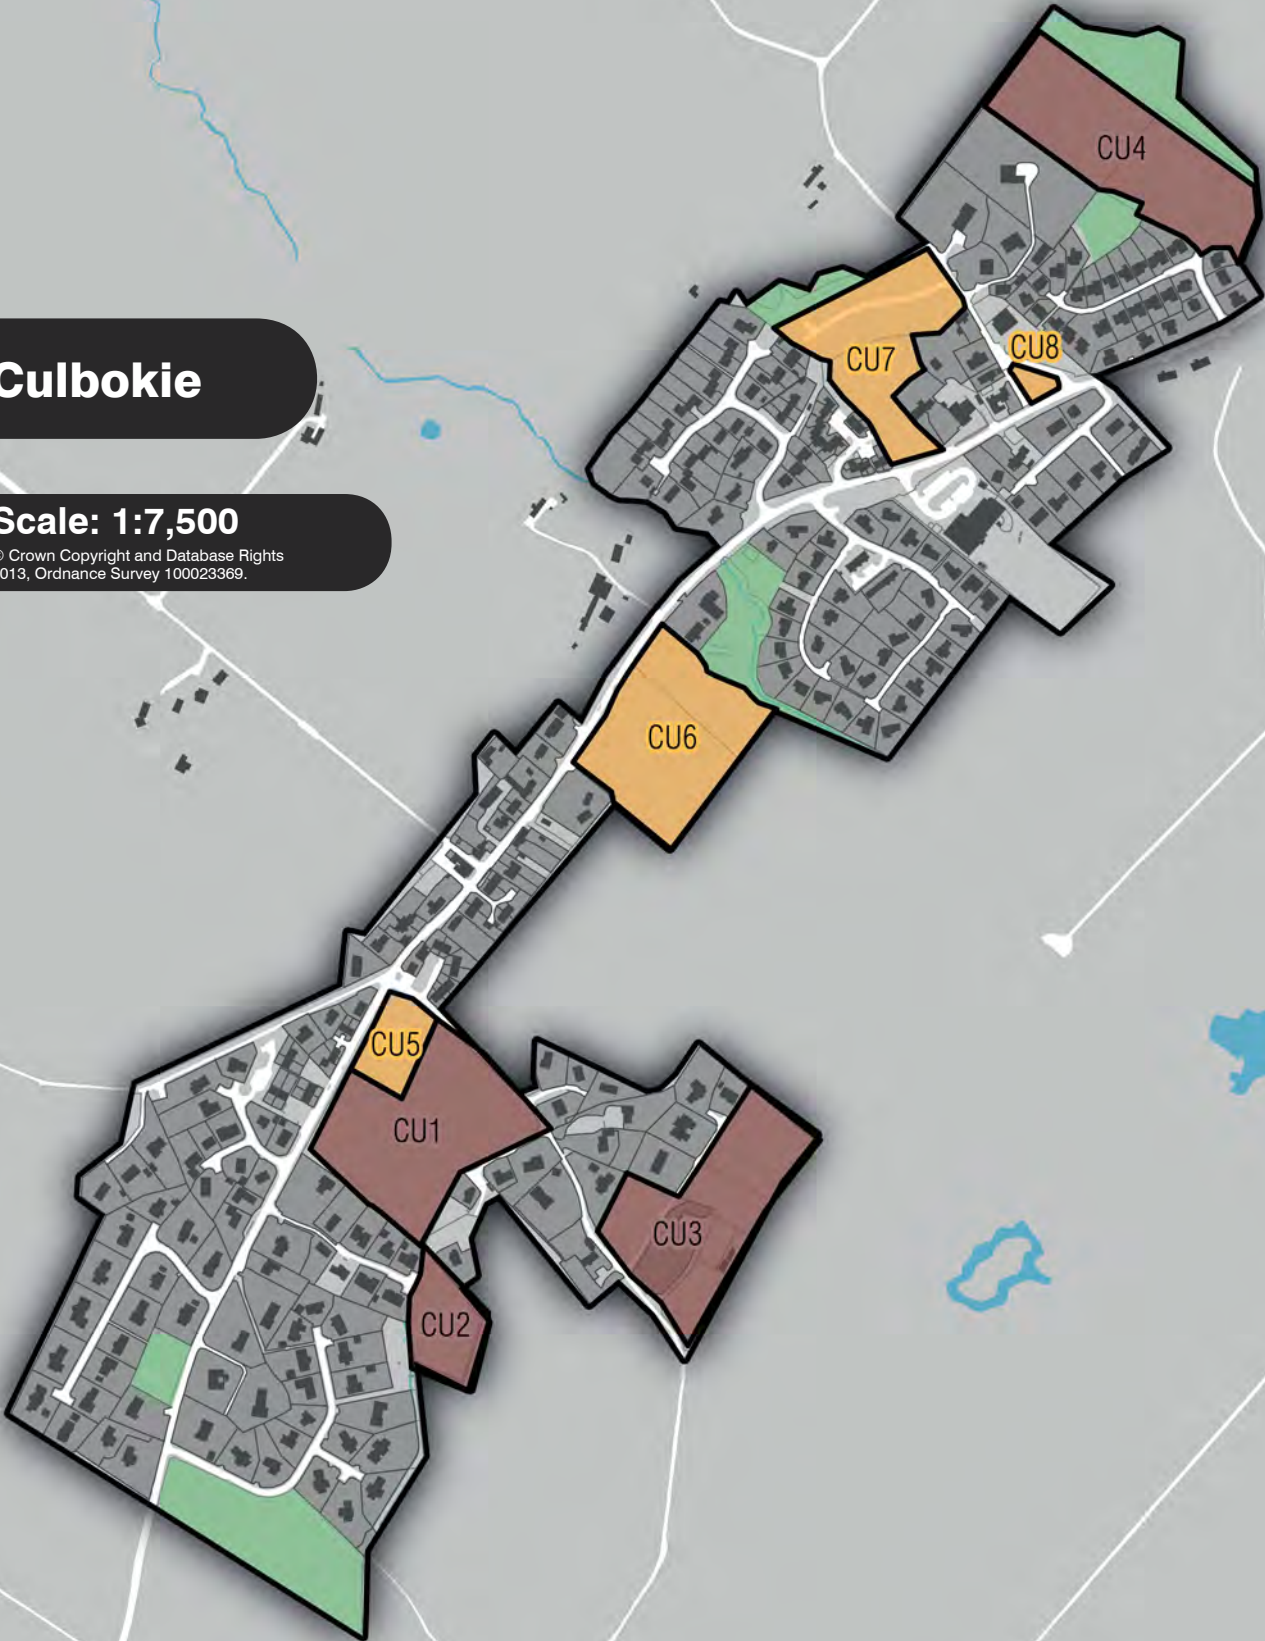 CU4
CU8
CU7
Culbokie
Scale: 1:7,500
© Crown Copyright and Database Rights
013, Ordnance Survey 100023369.
CU6
CU5
CU1
CU3
CU2